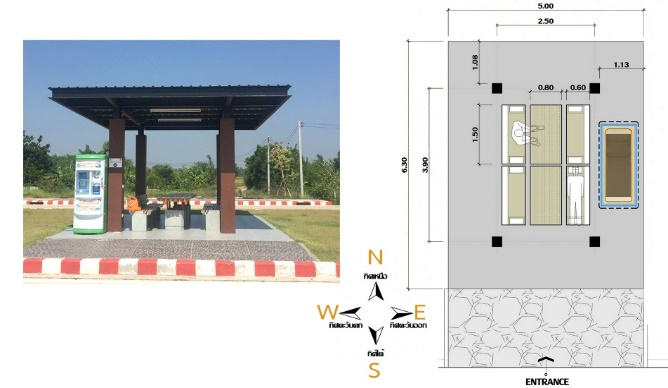 5.00
2.50
1.08
1.13
0.80
0.60
1.50
6.30
3.90
N
ทิศเหนือ
W
E
ทิศตะวันตก
ทิศตะวันออก
ทิศใต้
S
ENTRANCE